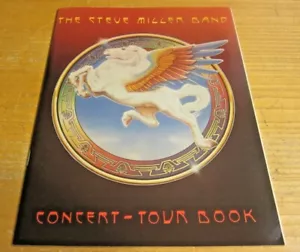 THE STEVE MILLER BAND
CONCERT-TOUR BOOK